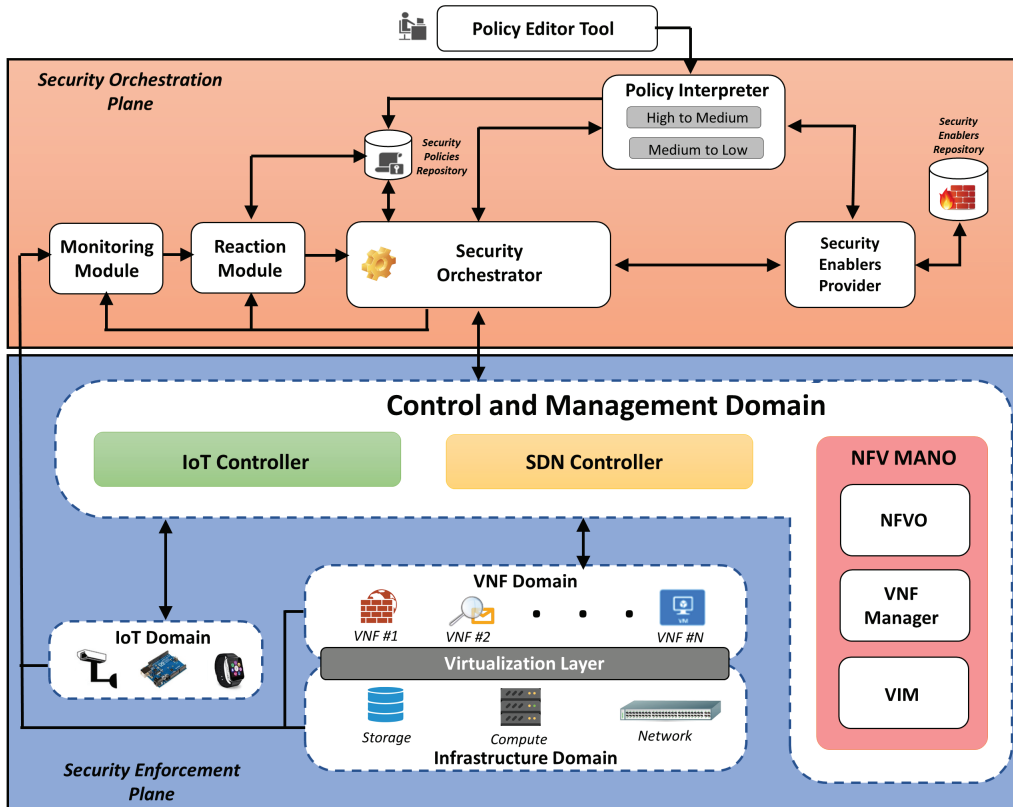 Policy Editor Tool
Security Orchestration
Plane
Policy Interpreter
High to Medium
Medium to Low
Security
Policies
Repository
Security
Enablers
Repository
Monitoring
Module
Reaction
Module
Security
Orchestrator
Security
Enablers
Provider
Control and Management Domain
IoT Controller
SDN Controller
NFV MANO
NFVO
VNF
Manager
VIM
VNF Domain
VNF #1
VNF #2
VNF #N
VNF
IoT Domain
Virtualization Layer
Storage
Compute
Network
Infrastructure Domain
Security Enforcement
Plane